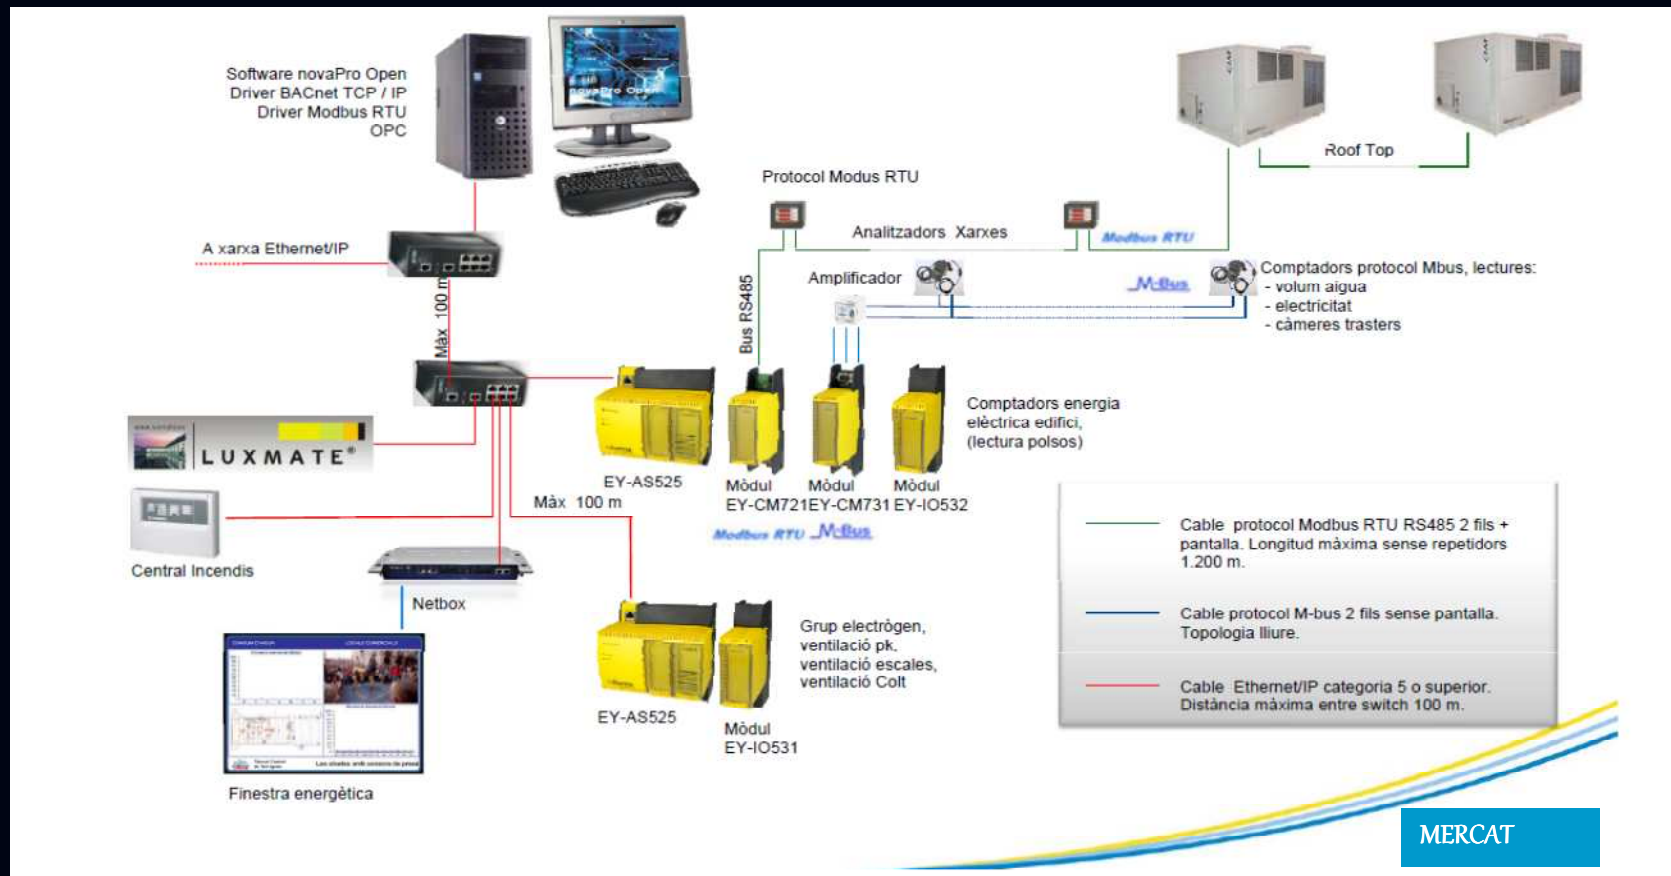 Software novaPro Open
Driver BACnet TCP / IP
Driver Modbus RTU
OPC
novaPro Open
CIAT
CIAT
Roof Top
Protocol Modus RTU
A xarxa Ethernet/IP
Analitzadors Xarxes
Modbus RTU
Màx 100 m
Bus RS485
Amplificador
M-Bus
Comptadors protocol Mbus, lectures:
- volum aigua
- electricitat
- càmeres trasters
LUXMATE®
Comptadors energia
elèctrica edifici,
(lectura polsos)
EY-AS525
Mòdul
EY-CM721
Mòdul
EY-CM731
Mòdul
EY-IO532
Modbus RTU
M-Bus
Màx 100 m
Central Incendis
Netbox
Grup electrògen,
ventilació pk,
ventilació escales,
ventilació Colt
EY-AS525
Mòdul
EY-IO531
Finestra energètica
Cable protocol Modbus RTU RS485 2 fils +
pantalla. Longitud màxima sense repetidors
1.200 m.
Cable protocol M-bus 2 fils sense pantalla.
Topologia lliure.
Cable Ethernet/IP categoria 5 o superior.
Distància màxima entre switch 100 m.
MERCAT